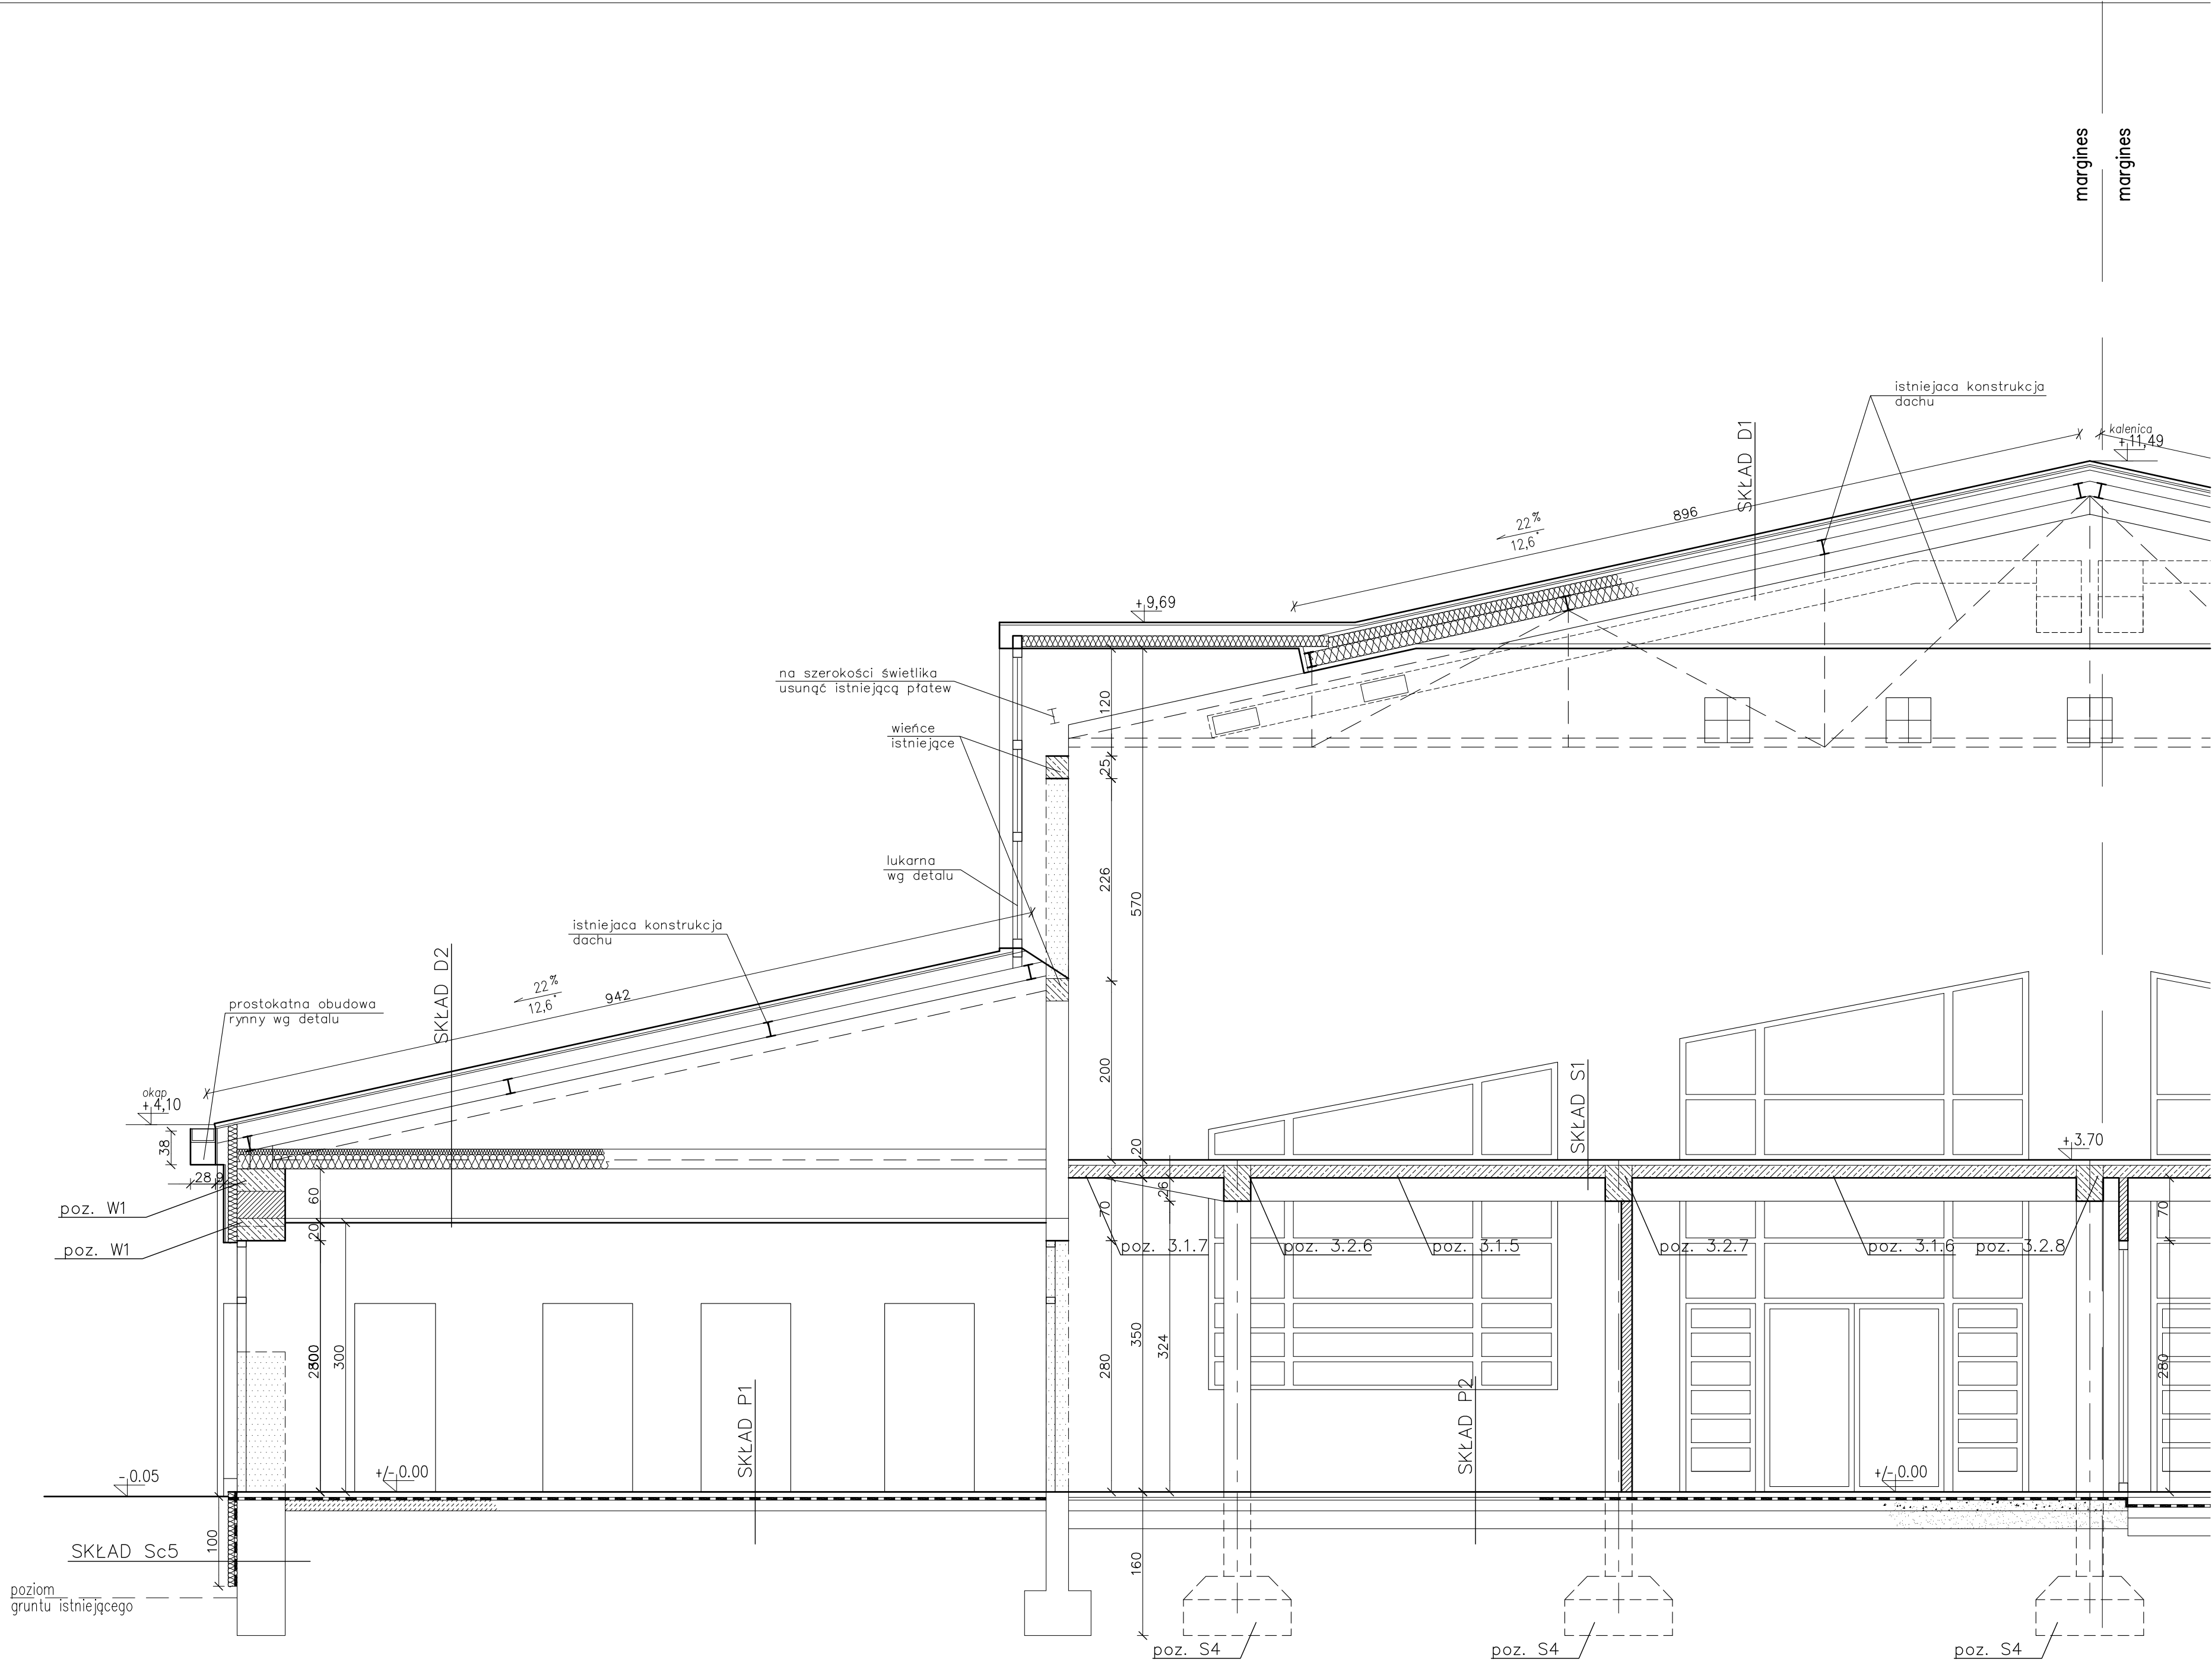 margines
margines
istniejaca konstrukcja
dachu
kalenica
+11,49
SKŁAD D1
896
22%
12,6°
+9,69
na szerokości świetlika
usunąć istniejącą płatew
wieńce
istniejące
120
25
226
570
lukarna
wg detalu
istniejaca konstrukcja
dachu
SKŁAD D2
22%
12,6°
942
prostokatna obudowa
rynny wg detalu
okap
+4,10
38
28,9
200
20
SKŁAD S1
+3.70
poz. W1
poz. W1
60
20
70
26
70
poz. 3.1.7
poz. 3.2.6
poz. 3.1.5
poz. 3.2.7
poz. 3.1.6
poz. 3.2.8
300
280
350
324
280
SKŁAD P1
SKŁAD P2
-0.05
+/-0.00
+/-0.00
100
160
SKŁAD Sc5
poziom
gruntu istniejącego
poz. S4
poz. S4
poz. S4